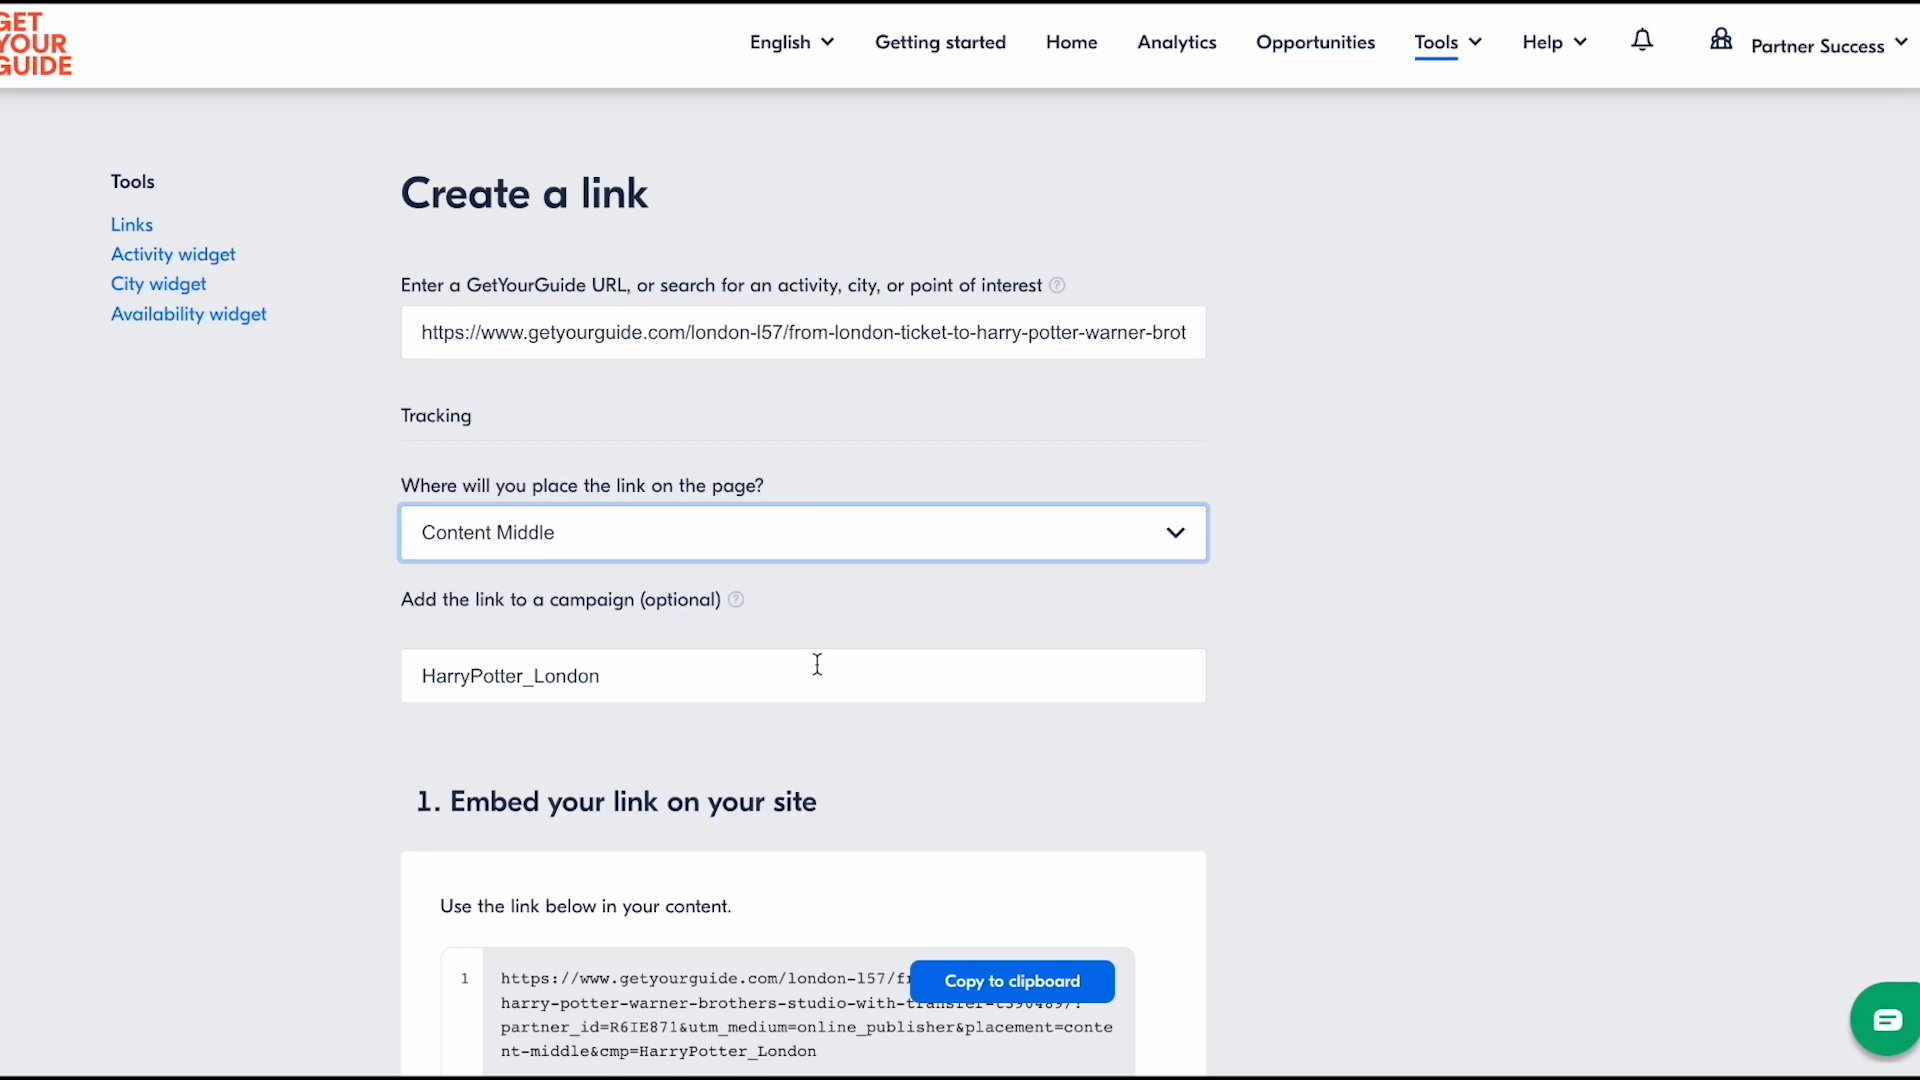 GET
YOUR
GUIDE
English
Getting started
Home
Analytics
Opportunities
Tools
Help
Partner Success
Tools
Links
Activity widget
City widget
Availability widget
Create a link
Enter a GetYourGuide URL, or search for an activity, city, or point of interest ?
https://www.getyourguide.com/london-l57/from-london-ticket-to-harry-potter-warner-brot
Tracking
Where will you place the link on the page?
Content Middle
Add the link to a campaign (optional) ?
HarryPotter_London
1. Embed your link on your site
Use the link below in your content.
Copy to clipboard
1 https://www.getyourguide.com/london-l57/f
harry-potter-warner-brothers-studio-with-
partner_id=R6IE871&utm_medium=online_publisher&placement=conte
nt-middle&cmp=HarryPotter_London